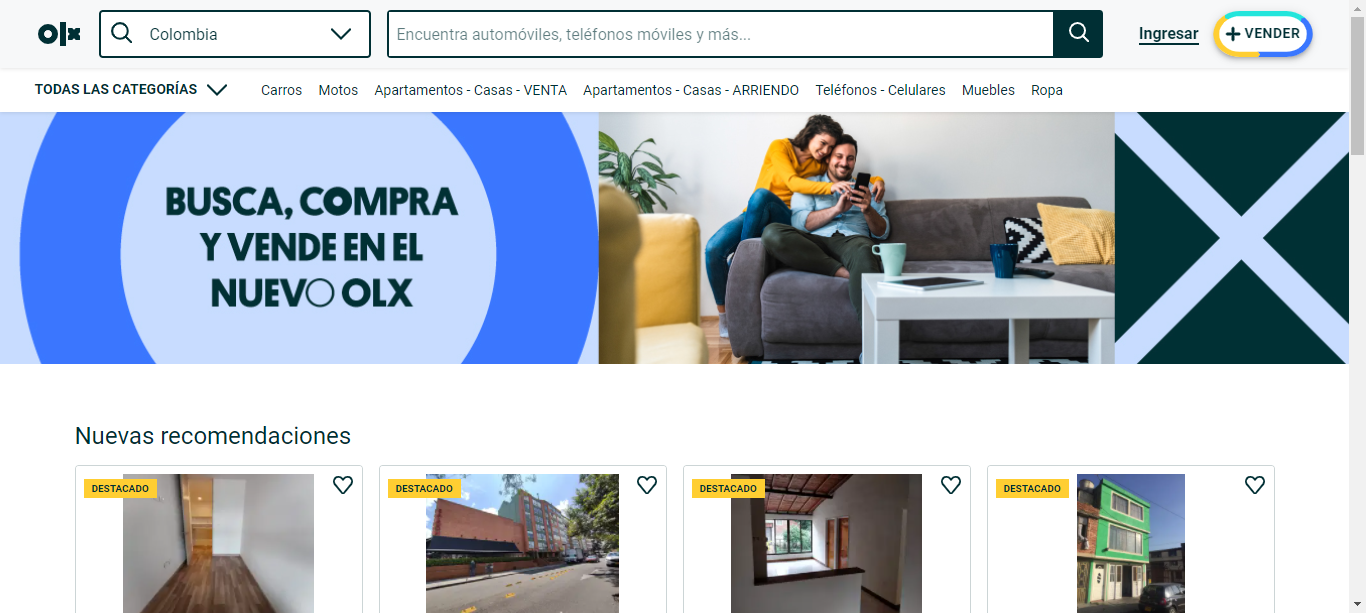 olx
Colombia
Encuentra automóviles, teléfonos móviles y más...
Ingresar
VENDER
TODAS LAS CATEGORÍAS
Carros
Motos
Apartamentos - Casas - VENTA
Apartamentos - Casas - ARRIENDO
Teléfonos - Celulares
Muebles
Ropa
BUSCA, COMPRA
Y VENDE EN EL
NUEVO OLX
Nuevas recomendaciones
DESTACADO
DESTACADO
DESTACADO
DESTACADO